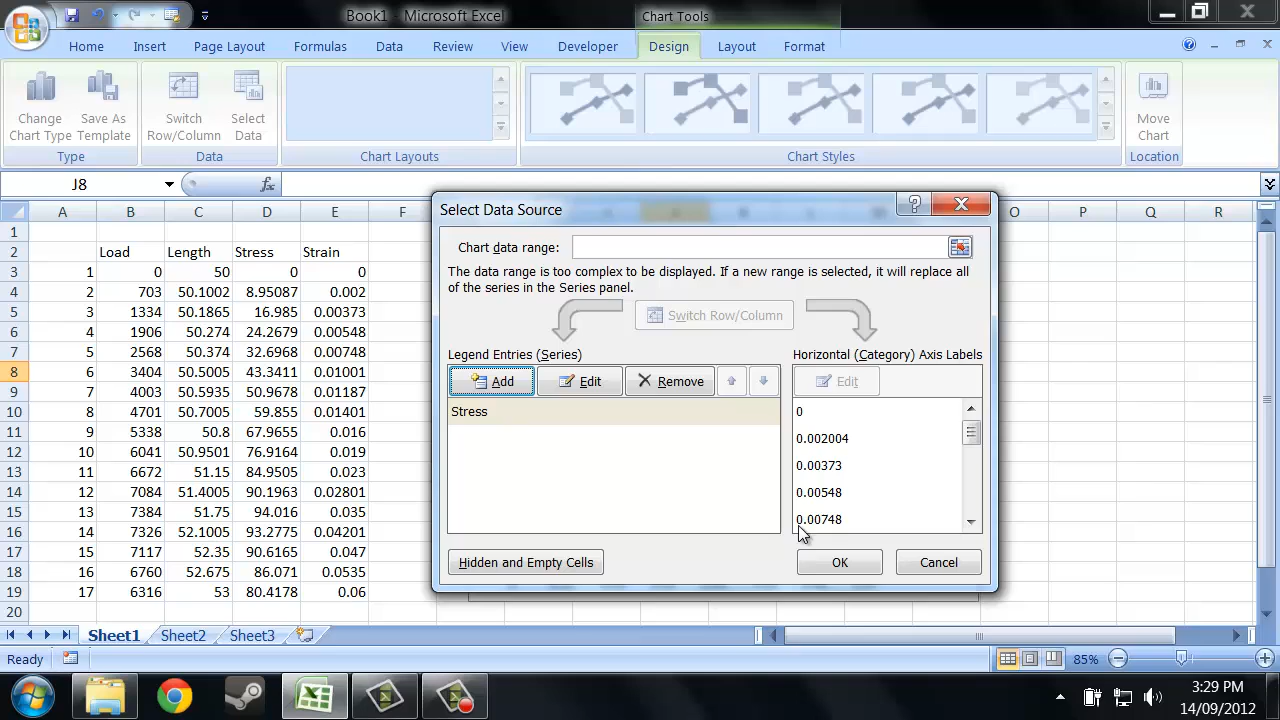 Book1 - Microsoft Excel
Chart Tools
Home Insert Page Layout Formulas Data Review View Developer Design Layout Format
Change Chart Type
Save As Template
Type
Switch Row/Column
Select Data
Data
Chart Layouts
Chart Styles
Move Chart
Location
J8
fx
A B C D E F O P Q R
1
2 Load Length Stress Strain
3 1 0 50 0 0
4 2 703 50.1002 8.95087 0.002
5 3 1334 50.1865 16.985 0.00373
6 4 1906 50.274 24.2679 0.00548
7 5 2568 50.374 32.6968 0.00748
8 6 3404 50.5005 43.3411 0.01001
9 7 4003 50.5935 50.9678 0.01187
10 8 4701 50.7005 59.855 0.01401
11 9 5338 50.8 67.9655 0.016
12 10 6041 50.9501 76.9164 0.019
13 11 6672 51.15 84.9505 0.023
14 12 7084 51.4005 90.1963 0.02801
15 13 7384 51.75 94.016 0.035
16 14 7326 52.1005 93.2775 0.04201
17 15 7117 52.35 90.6165 0.047
18 16 6760 52.675 86.071 0.0535
19 17 6316 53 80.4178 0.06
20
Select Data Source
?
Chart data range:
The data range is too complex to be displayed. If a new range is selected, it will replace all
of the series in the Series panel.
Switch Row/Column
Legend Entries (Series)
Add Edit Remove
Stress
Horizontal (Category) Axis Labels
Edit
0
0.002004
0.00373
0.00548
0.00748
Hidden and Empty Cells
OK Cancel
Sheet1 Sheet2 Sheet3
Ready
85%
3:29 PM
14/09/2012